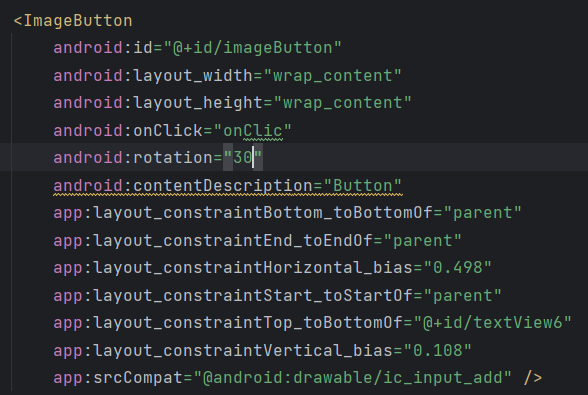 <ImageButton
android:id="@+id/imageButton"
android:layout_width="wrap_content"
android:layout_height="wrap_content"
android:onClick="onClic"
android:rotation="30"
android:contentDescription="Button"
app:layout_constraintBottom_toBottomOf="parent"
app:layout_constraintEnd_toEndOf="parent"
app:layout_constraintHorizontal_bias="0.498"
app:layout_constraintStart_toStartOf="parent"
app:layout_constraintTop_toBottomOf="@+id/textView6"
app:layout_constraintVertical_bias="0.108"
app:srcCompat="@android:drawable/ic_input_add" />